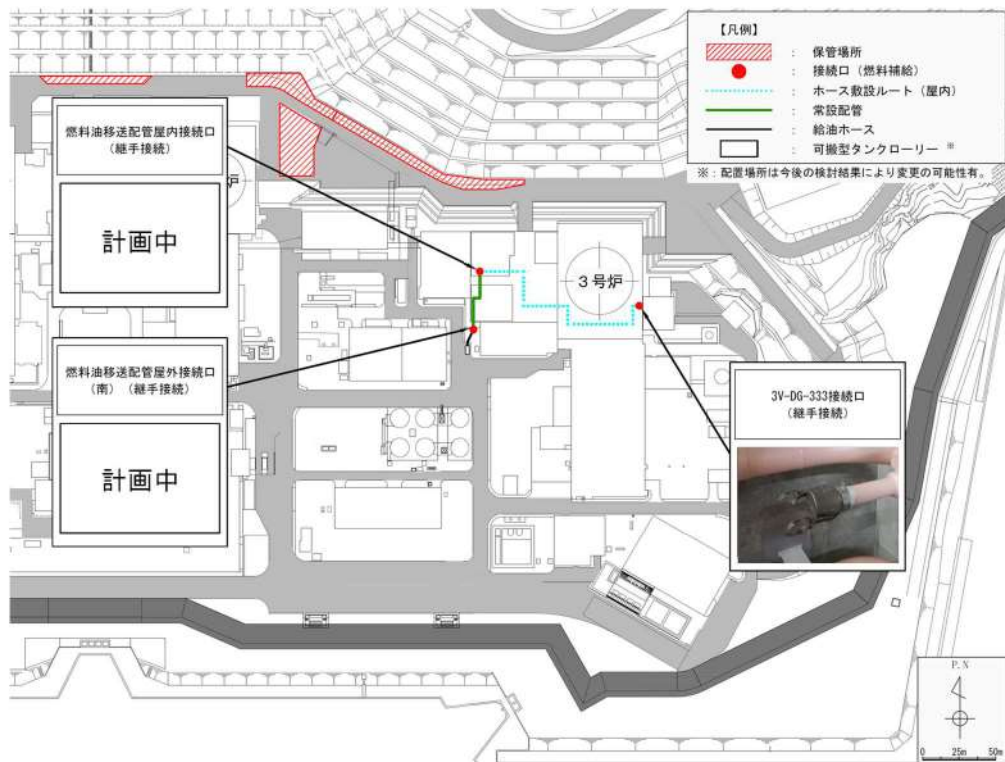 【凡例】
： 保管場所
： 接続口（燃料補給）
： ホース敷設ルート（屋内）
： 常設配管
： 給油ホース
： 可搬型タンクローリー ※
※：配置場所は今後の検討結果により変更の可能性有。
燃料油移送配管屋内接続口
（継手接続）
計画中
炉
３号炉
燃料油移送配管屋外接続口
（南）（継手接続）
計画中
3V-DG-333接続口
（継手接続）
P.N
0 25m 50m